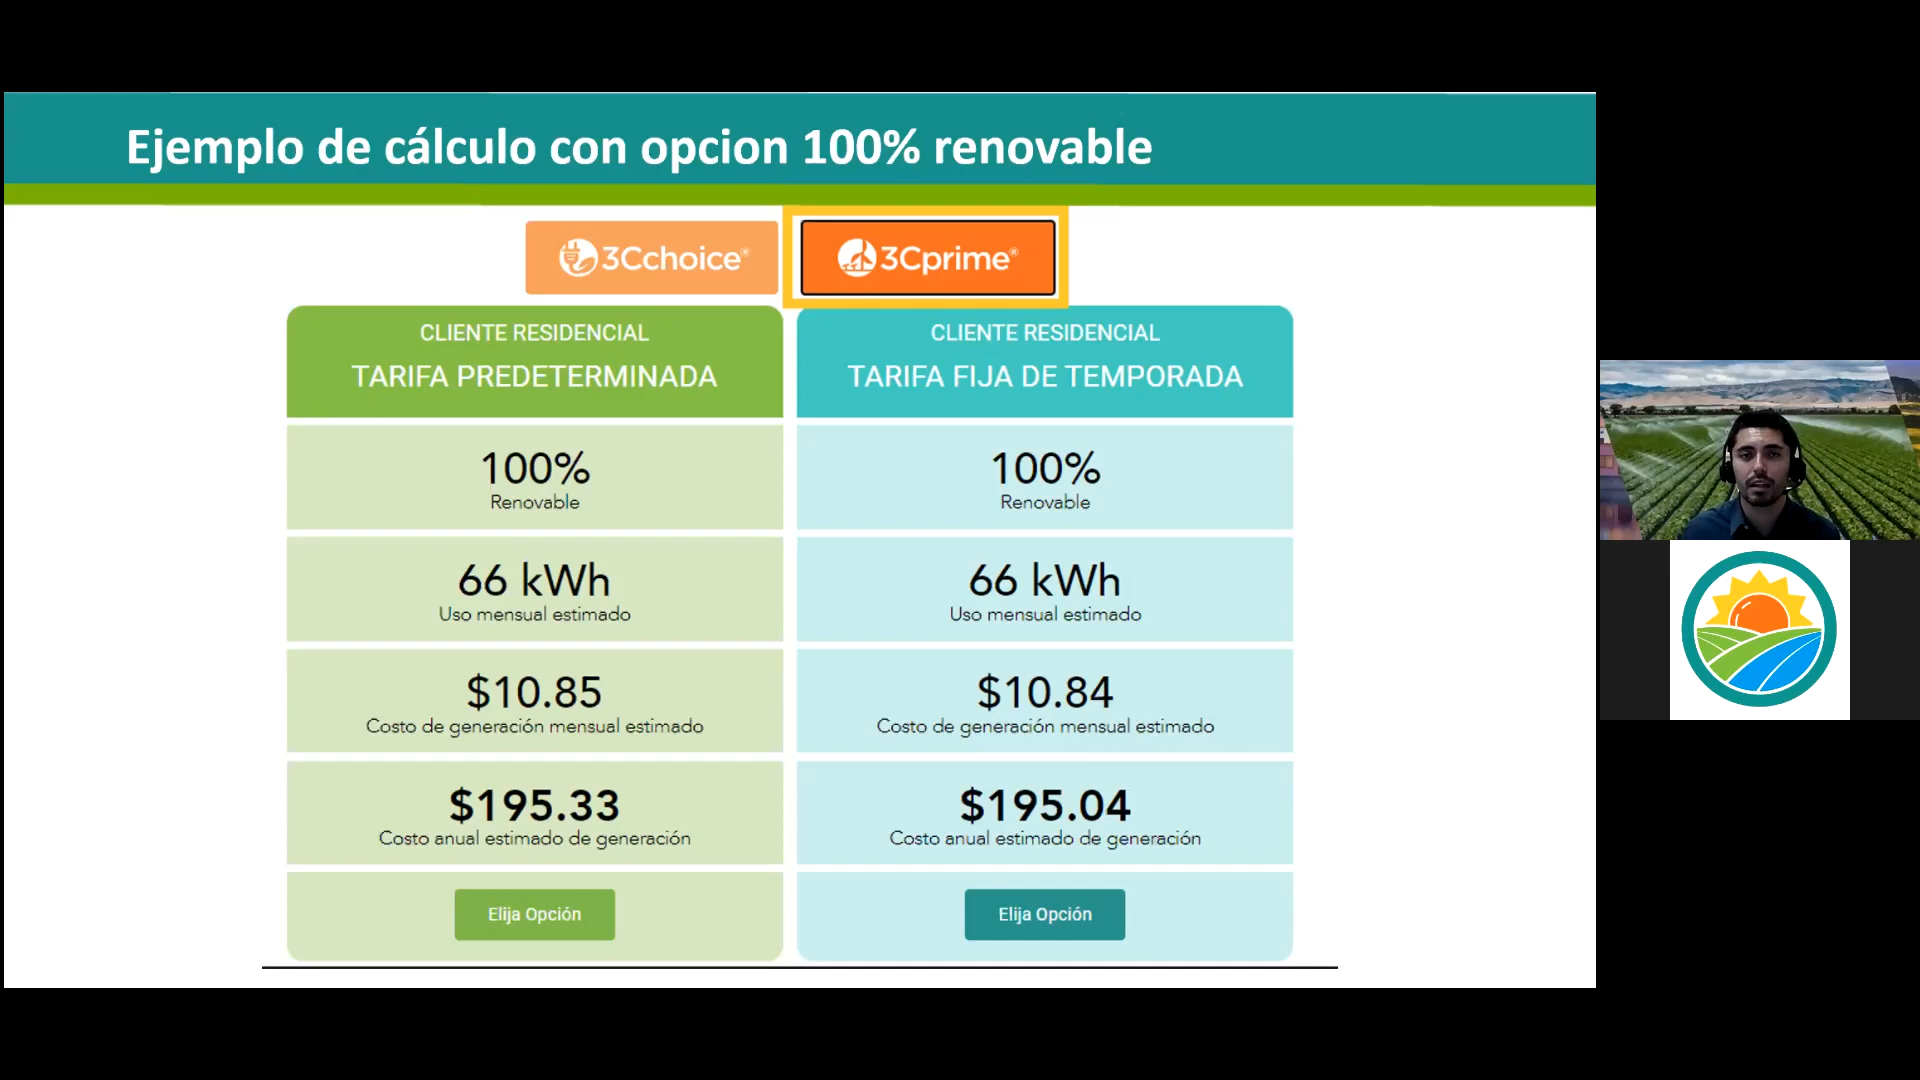 Ejemplo de cálculo con opcion 100% renovable
3Cchoice®
3Cprime®
CLIENTE RESIDENCIAL
TARIFA PREDETERMINADA
100%
Renovable
66 kWh
Uso mensual estimado
$10.85
Costo de generación mensual estimado
$195.33
Costo anual estimado de generación
Elija Opción
CLIENTE RESIDENCIAL
TARIFA FIJA DE TEMPORADA
100%
Renovable
66 kWh
Uso mensual estimado
$10.84
Costo de generación mensual estimado
$195.04
Costo anual estimado de generación
Elija Opción